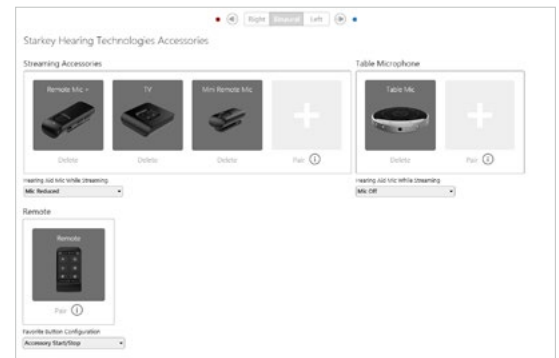 Right Binaural Left
Starkey Hearing Technologies Accessories
Streaming Accessories
Table Microphone
Remote Mic +
TV
Mini Remote Mic
Table Mic
Delete
Delete
Delete
Pair
Delete
Pair
Hearing Aid Mic While Streaming
Mic Reduced
Hearing Aid Mic While Streaming
Mic Off
Remote
Remote
Pair
Favorite Button Configuration
Accessory Start/Stop